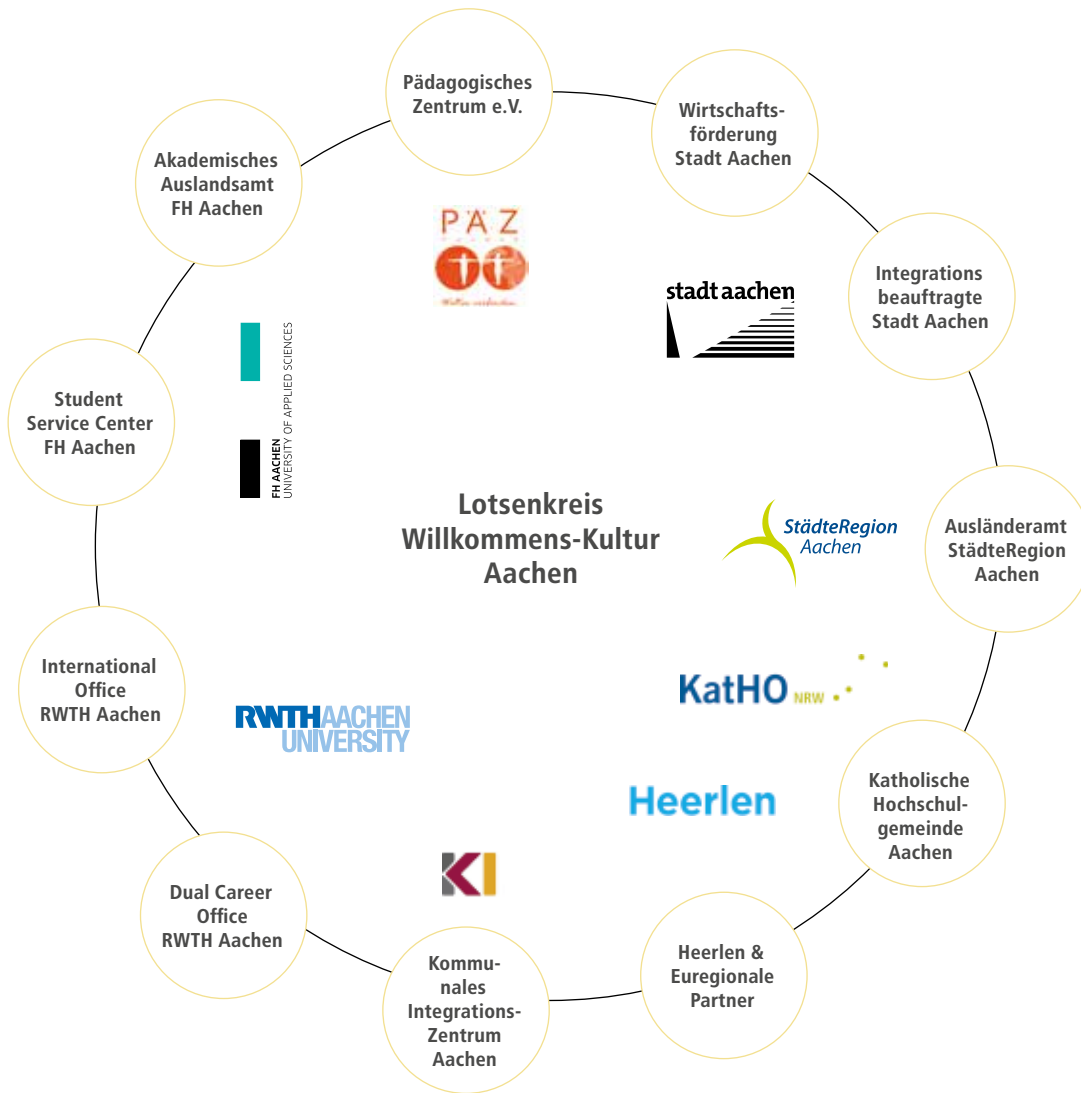 Pädagogisches
Zentrum e.V.
Wirtschafts-
förderung
Stadt Aachen
Integrations
beauftragte
Stadt Aachen
Ausländeramt
StädteRegion
Aachen
Katholische
Hochschul-
gemeinde
Aachen
Heerlen &
Euregionale
Partner
Kommu-
nales
Integrations-
Zentrum
Aachen
Dual Career
Office
RWTH Aachen
International
Office
RWTH Aachen
Student
Service Center
FH Aachen
Akademisches
Auslandsamt
FH Aachen
PÄZ
stadt aachen
FH AACHEN
UNIVERSITY OF APPLIED SCIENCES
Lotsenkreis
Willkommens-Kultur
Aachen
StädteRegion
Aachen
KatHO NRW
RWTH AACHEN
UNIVERSITY
Heerlen
KI